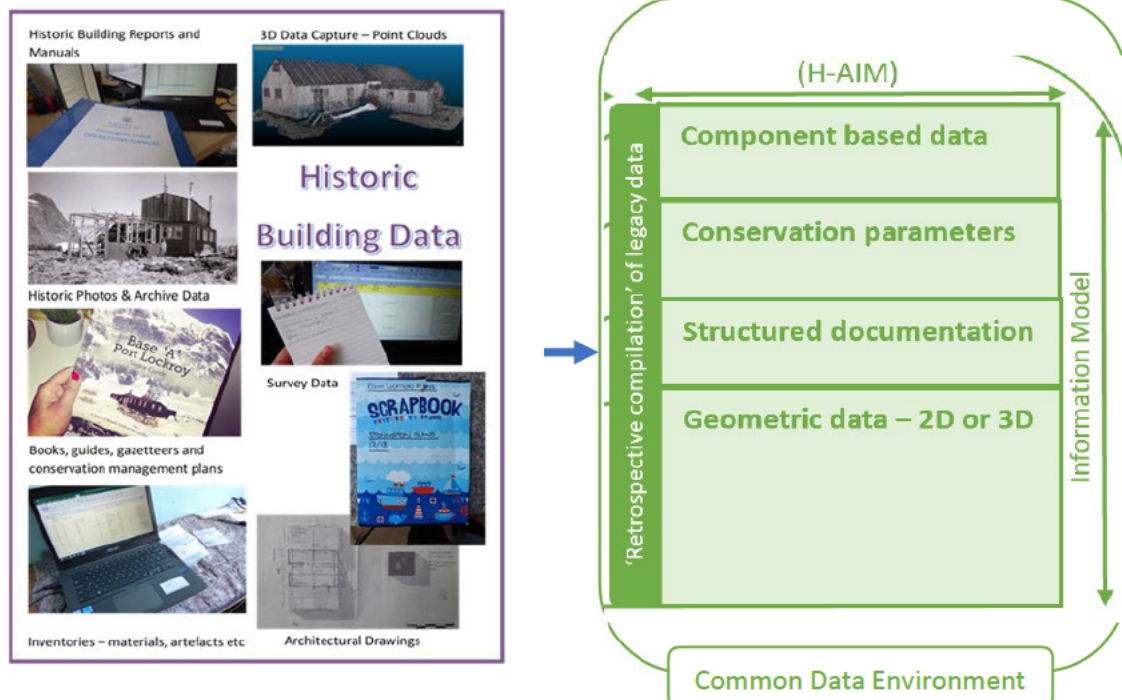 Historic Building Reports and
Manuals
OPERATIONS MANUAL
3D Data Capture – Point Clouds
Historic
Building Data
Historic Photos & Archive Data
Base 'A'
Port Lockroy
Survey Data
SCRAPBOOK
Books, guides, gazetteers and
conservation management plans
Inventories – materials, artefacts etc
Architectural Drawings
(H-AIM)
'Retrospective compilation' of legacy data
Component based data
Conservation parameters
Structured documentation
Geometric data – 2D or 3D
Information Model
Common Data Environment